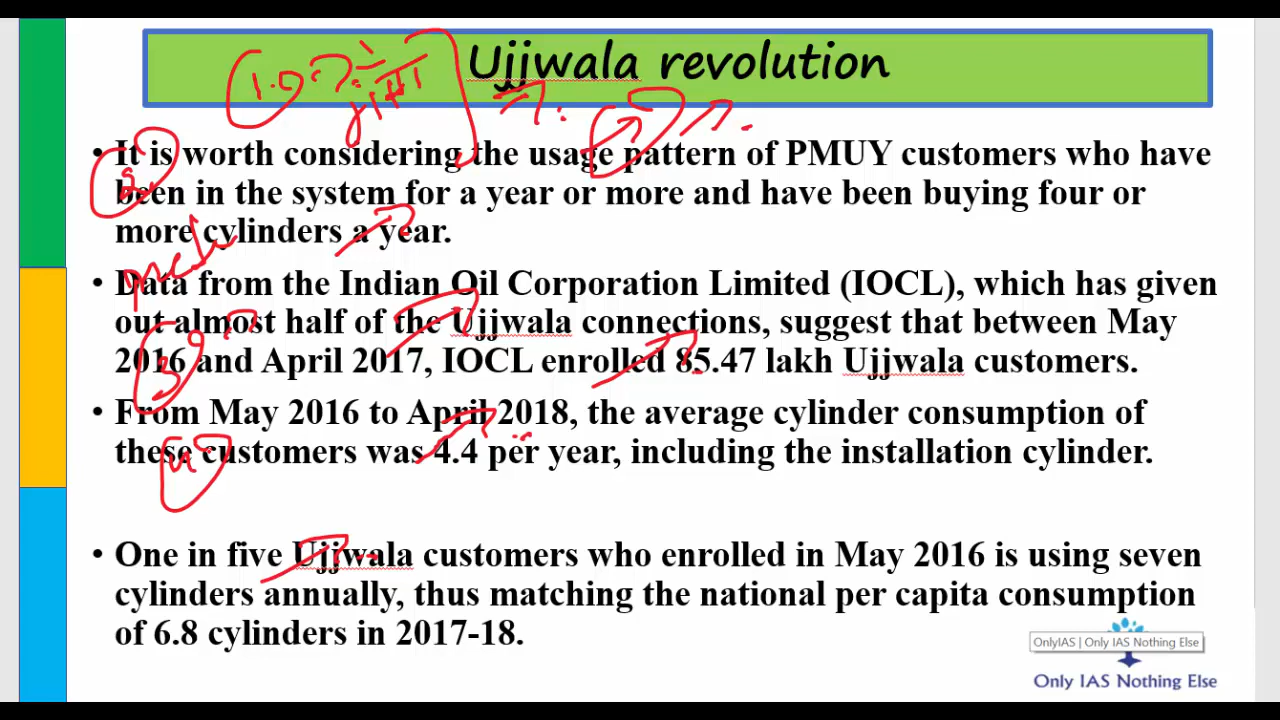 Ujjwala revolution
• It is worth considering the usage pattern of PMUY customers who have
been in the system for a year or more and have been buying four or
more cylinders a year.
• Data from the Indian Oil Corporation Limited (IOCL), which has given
out almost half of the Ujjwala connections, suggest that between May
2016 and April 2017, IOCL enrolled 85.47 lakh Ujjwala customers.
• From May 2016 to April 2018, the average cylinder consumption of
these customers was 4.4 per year, including the installation cylinder.
• One in five Ujjwala customers who enrolled in May 2016 is using seven
cylinders annually, thus matching the national per capita consumption
of 6.8 cylinders in 2017-18.
OnlyIAS | Only IAS Nothing Else
Only IAS Nothing Else